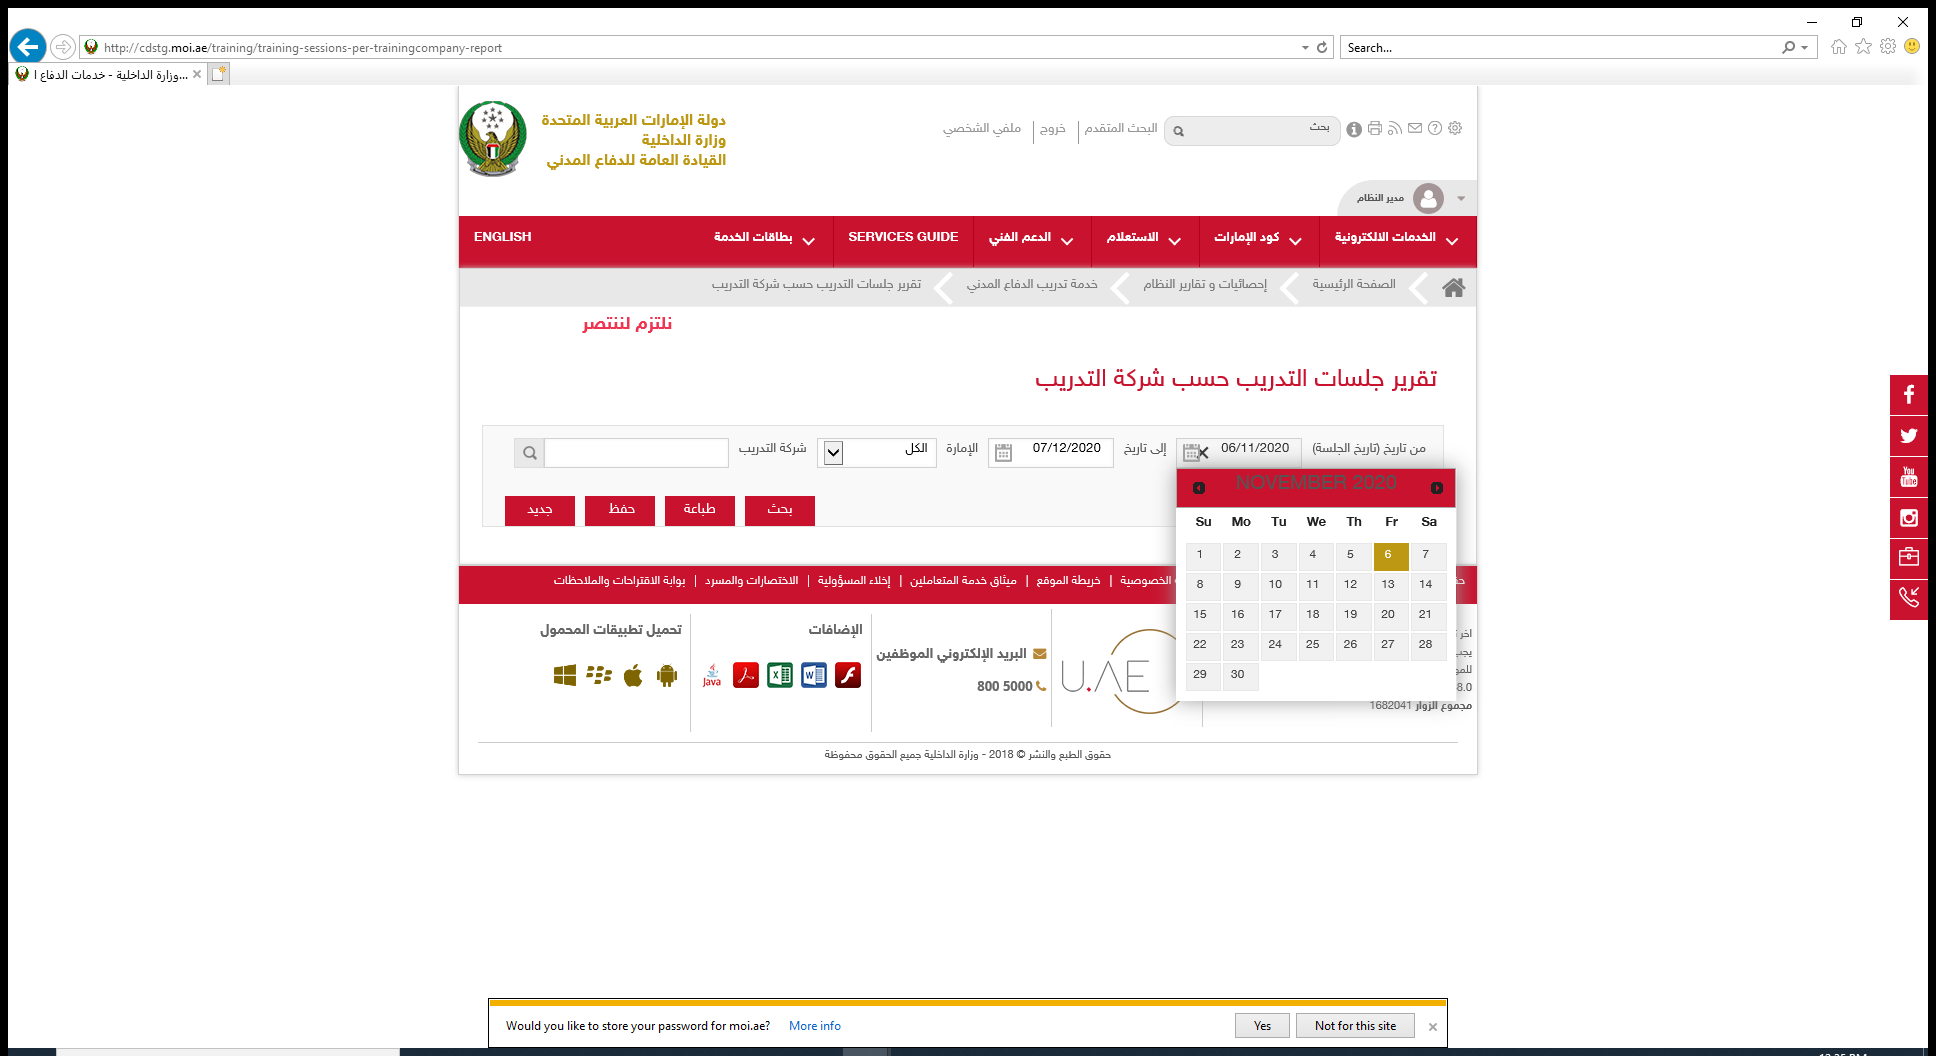 http://cdstg.moi.ae/training/training-sessions-per-trainingcompany-report
Search...
وزارة الداخلية - خدمات الدفاع ا...
دولة الإمارات العربية المتحدة
وزارة الداخلية
القيادة العامة للدفاع المدني
بحث
البحث المتقدم
خروج
ملفي الشخصي
مدير النظام
الخدمات الالكترونية
كود الإمارات
الاستعلام
الدعم الفني
SERVICES GUIDE
بطاقات الخدمة
ENGLISH
الصفحة الرئيسية
إحصائيات و تقارير النظام
خدمة تدريب الدفاع المدني
تقرير جلسات التدريب حسب شركة التدريب
نلتزم لننتصر
تقرير جلسات التدريب حسب شركة التدريب
من تاريخ (تاريخ الجلسة)
06/11/2020
إلى تاريخ
07/12/2020
الإمارة
الكل
شركة التدريب
بحث
طباعة
حفظ
جديد
NOVEMBER 2020
Su Mo Tu We Th Fr Sa
1 2 3 4 5 6 7
8 9 10 11 12 13 14
15 16 17 18 19 20 21
22 23 24 25 26 27 28
29 30
الخصوصية | خريطة الموقع | ميثاق خدمة المتعاملين | إخلاء المسؤولية | الاختصارات والمسرد | بوابة الاقتراحات والملاحظات
اخر
يجب
للمو
8.0
مجموع الزوار 1682041
U.AE
البريد الإلكتروني الموظفين
800 5000
الإضافات
Java
تحميل تطبيقات المحمول
حقوق الطبع والنشر © 2018 - وزارة الداخلية جميع الحقوق محفوظة
You
Tube
Would you like to store your password for moi.ae?
More info
Yes
Not for this site